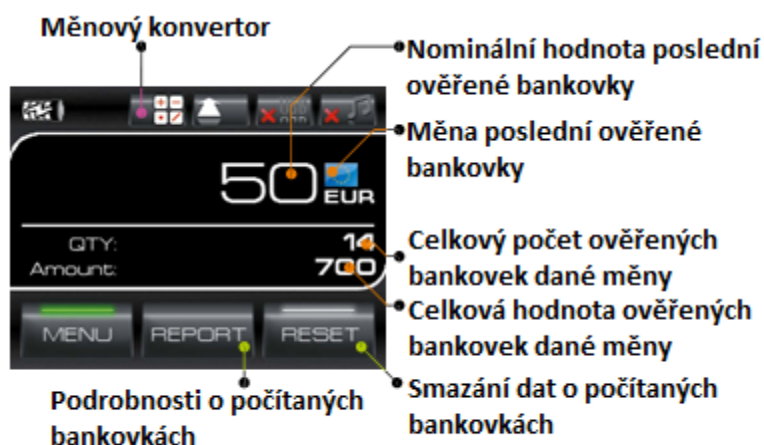 Měnový konvertor
Nominální hodnota poslední
ověřené bankovky
Měna poslední ověřené
bankovky
50
EUR
QTY: 14
Amount: 700
Celkový počet ověřených
bankovek dané měny
Celková hodnota ověřených
bankovek dané měny
MENU REPORT RESET
Podrobnosti o počítaných
bankovkách
Smazání dat o počítaných
bankovkách